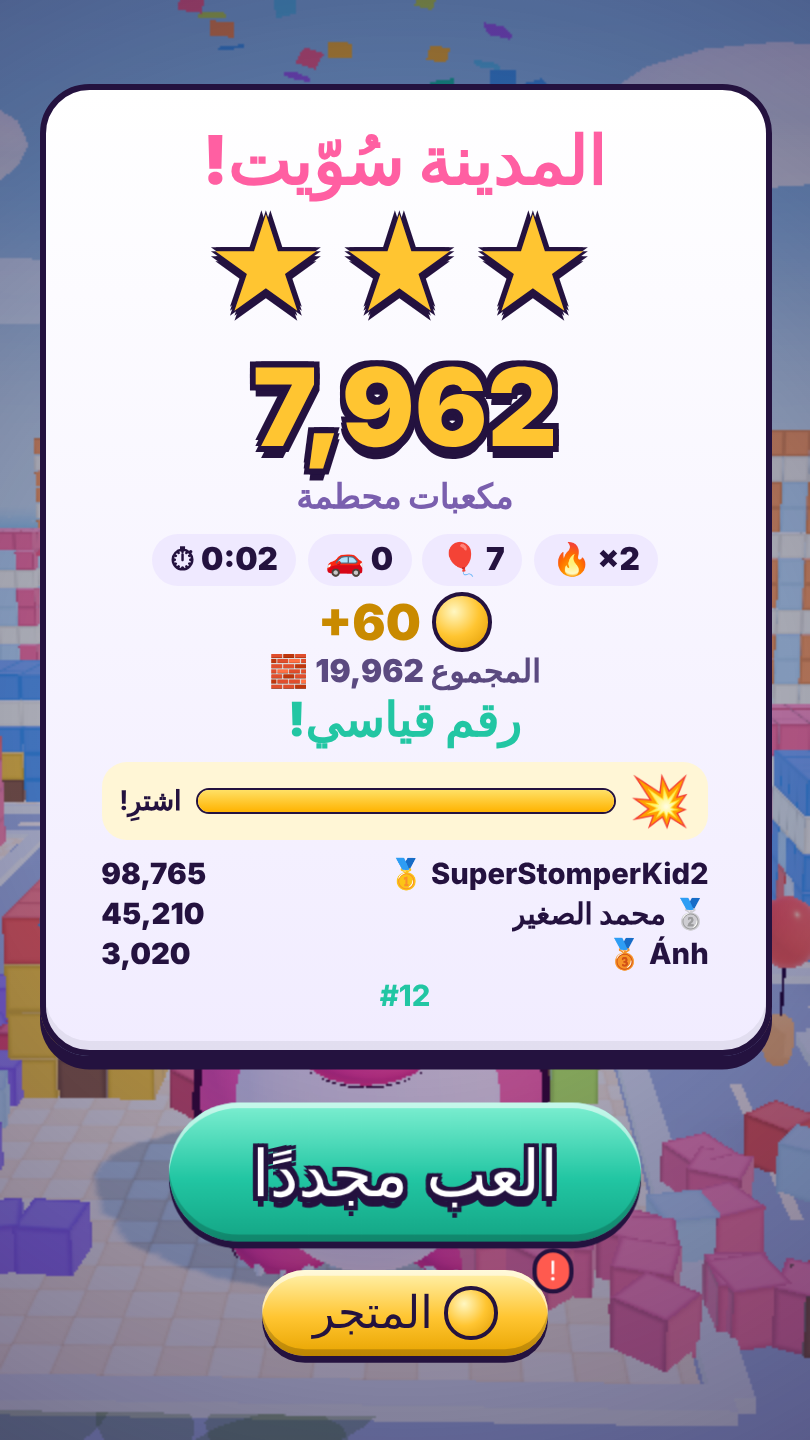 المدينة سُوّيت!
7,962
مكعبات محطمة
×2 7 0 0:02
+60
المجموع 19,962
رقم قياسي!
اشترِ!
SuperStomperKid2 98,765
محمد الصغير 45,210
Ánh 3,020
#12
العب مجددًا
!
المتجر